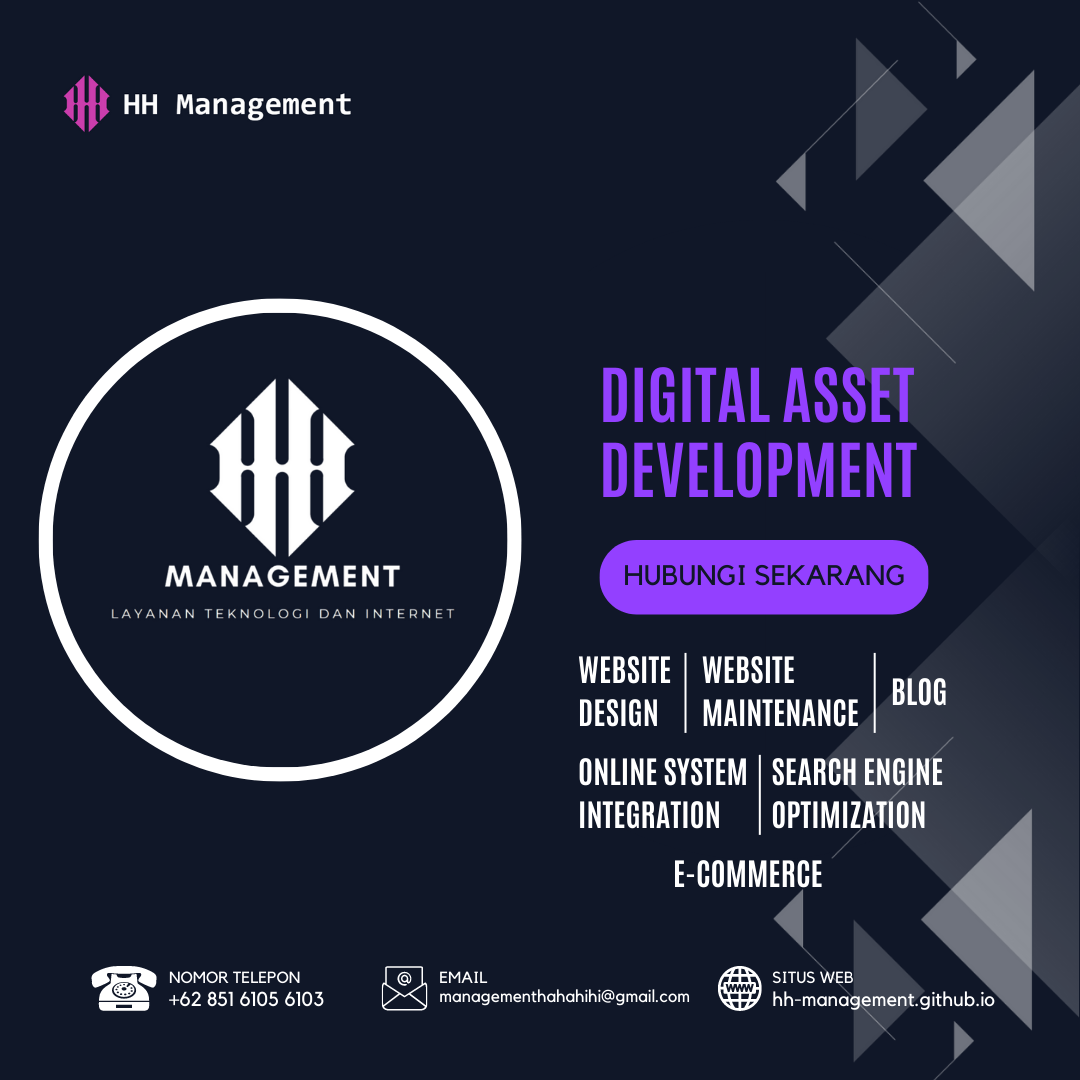 HH Management
MANAGEMENT
LAYANAN TEKNOLOGI DAN INTERNET
DIGITAL ASSET
DEVELOPMENT
HUBUNGI SEKARANG
WEBSITE
DESIGN
WEBSITE
MAINTENANCE
BLOG
ONLINE SYSTEM
INTEGRATION
SEARCH ENGINE
OPTIMIZATION
E-COMMERCE
NOMOR TELEPON
+62 851 6105 6103
EMAIL
managementhahahihi@gmail.com
WWW
SITUS WEB
hh-management.github.io